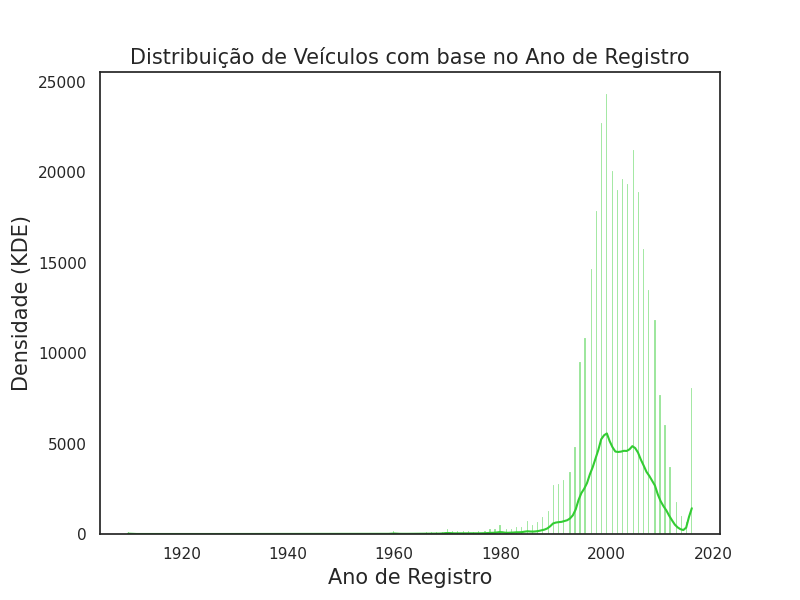 Distribuição de Veículos com base no Ano de Registro
25000
20000
15000
10000
5000
0
Densidade (KDE)
1920 1940 1960 1980 2000 2020
Ano de Registro